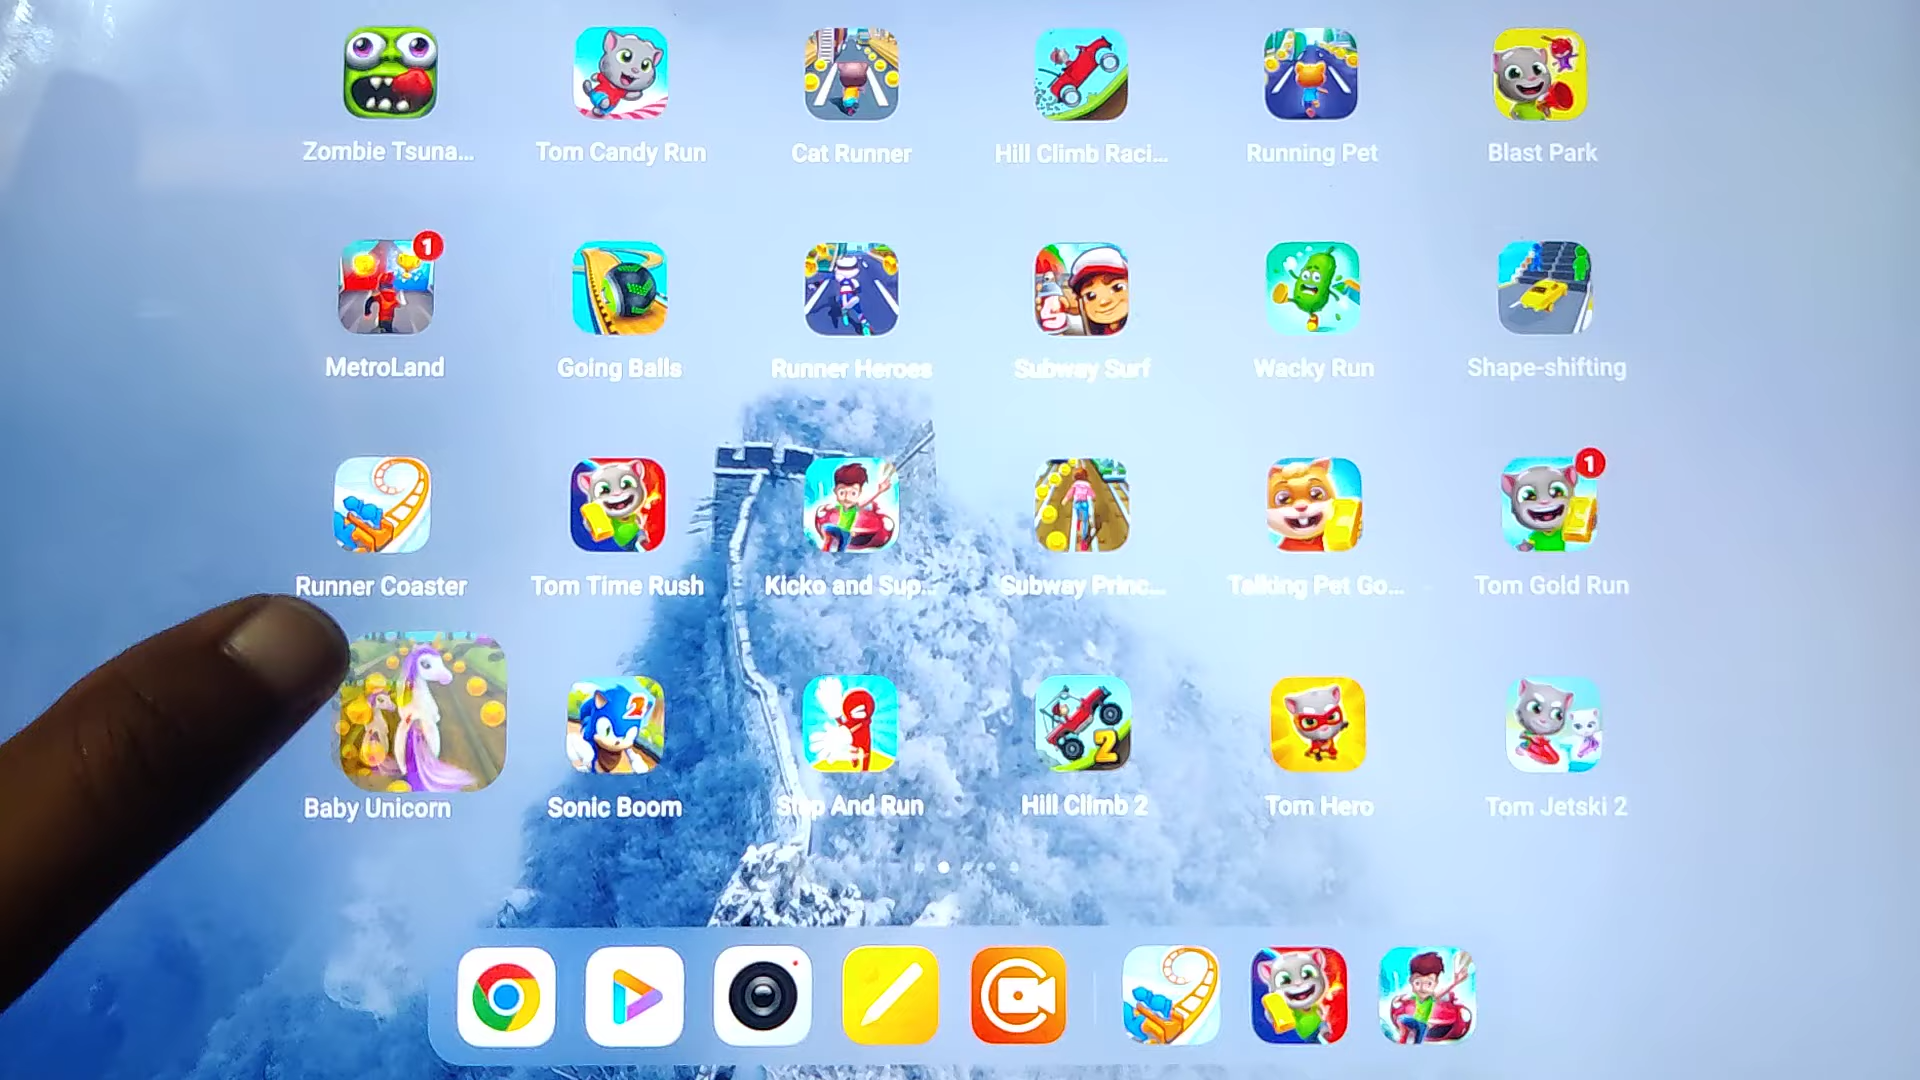 Zombie Tsuna...
Tom Candy Run
Cat Runner
Hill Climb Raci...
Running Pet
Blast Park
1
MetroLand
Going Balls
Runner Heroes
Subway Surf
Wacky Run
Shape-shifting
1
Runner Coaster
Tom Time Rush
Kicko and Sup...
Subway Princ...
Talking Pet Go...
Tom Gold Run
2
2
Baby Unicorn
Sonic Boom
Stop And Run
Hill Climb 2
Tom Hero
Tom Jetski 2